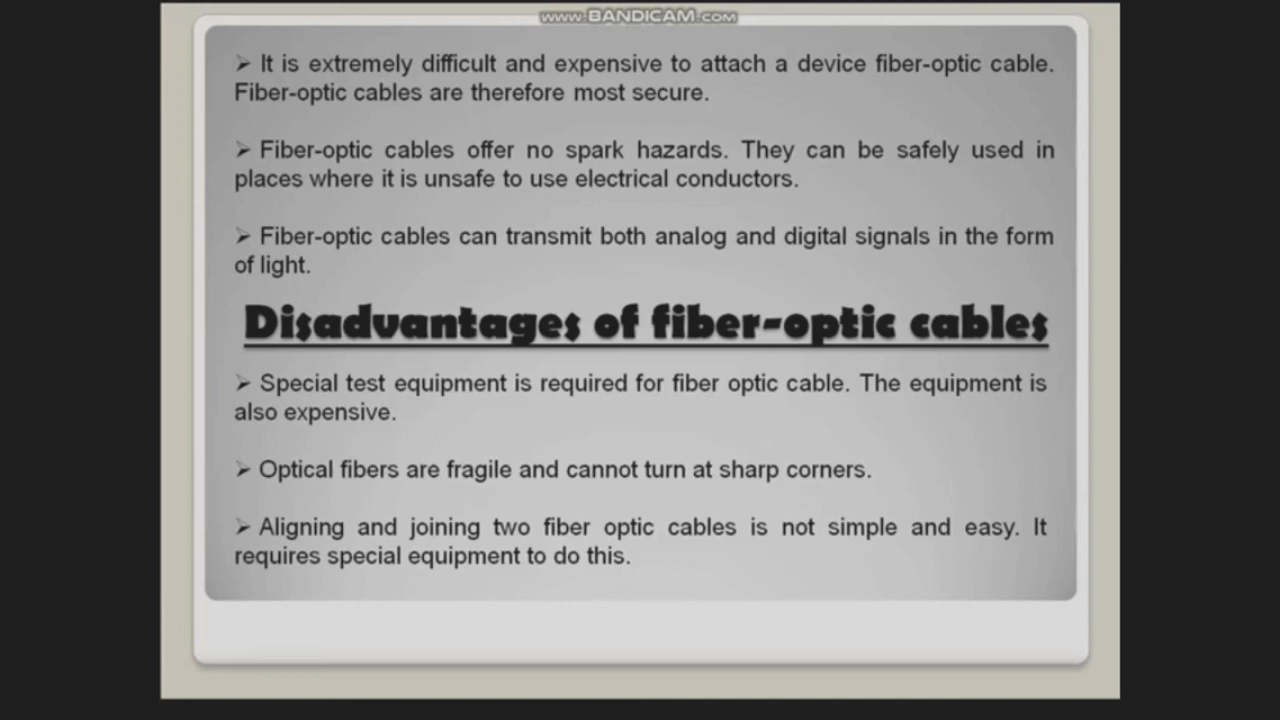 www.BANDICAM.com
➢ It is extremely difficult and expensive to attach a device fiber-optic cable.
Fiber-optic cables are therefore most secure.
➢ Fiber-optic cables offer no spark hazards. They can be safely used in
places where it is unsafe to use electrical conductors.
➢ Fiber-optic cables can transmit both analog and digital signals in the form
of light.
Disadvantages of fiber-optic cables
➢ Special test equipment is required for fiber optic cable. The equipment is
also expensive.
➢ Optical fibers are fragile and cannot turn at sharp corners.
➢ Aligning and joining two fiber optic cables is not simple and easy. It
requires special equipment to do this.